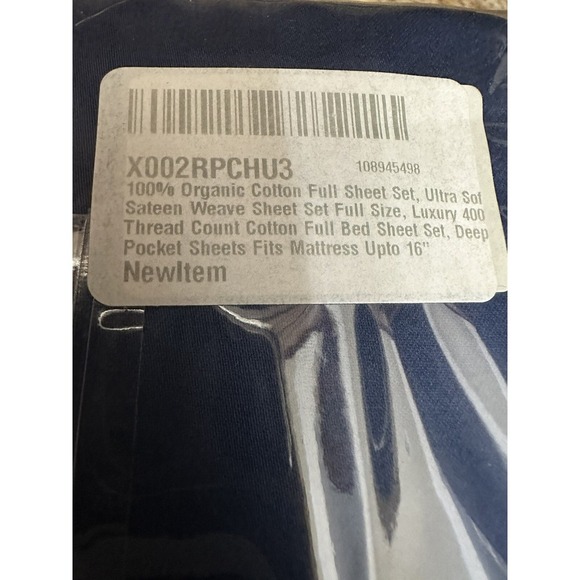 X002RPCHU3 108945498
100% Organic Cotton Full Sheet Set, Ultra Sof
Sateen Weave Sheet Set Full Size, Luxury 400
Thread Count Cotton Full Bed Sheet Set, Deep
Pocket Sheets Fits Mattress Upto 16"
NewItem